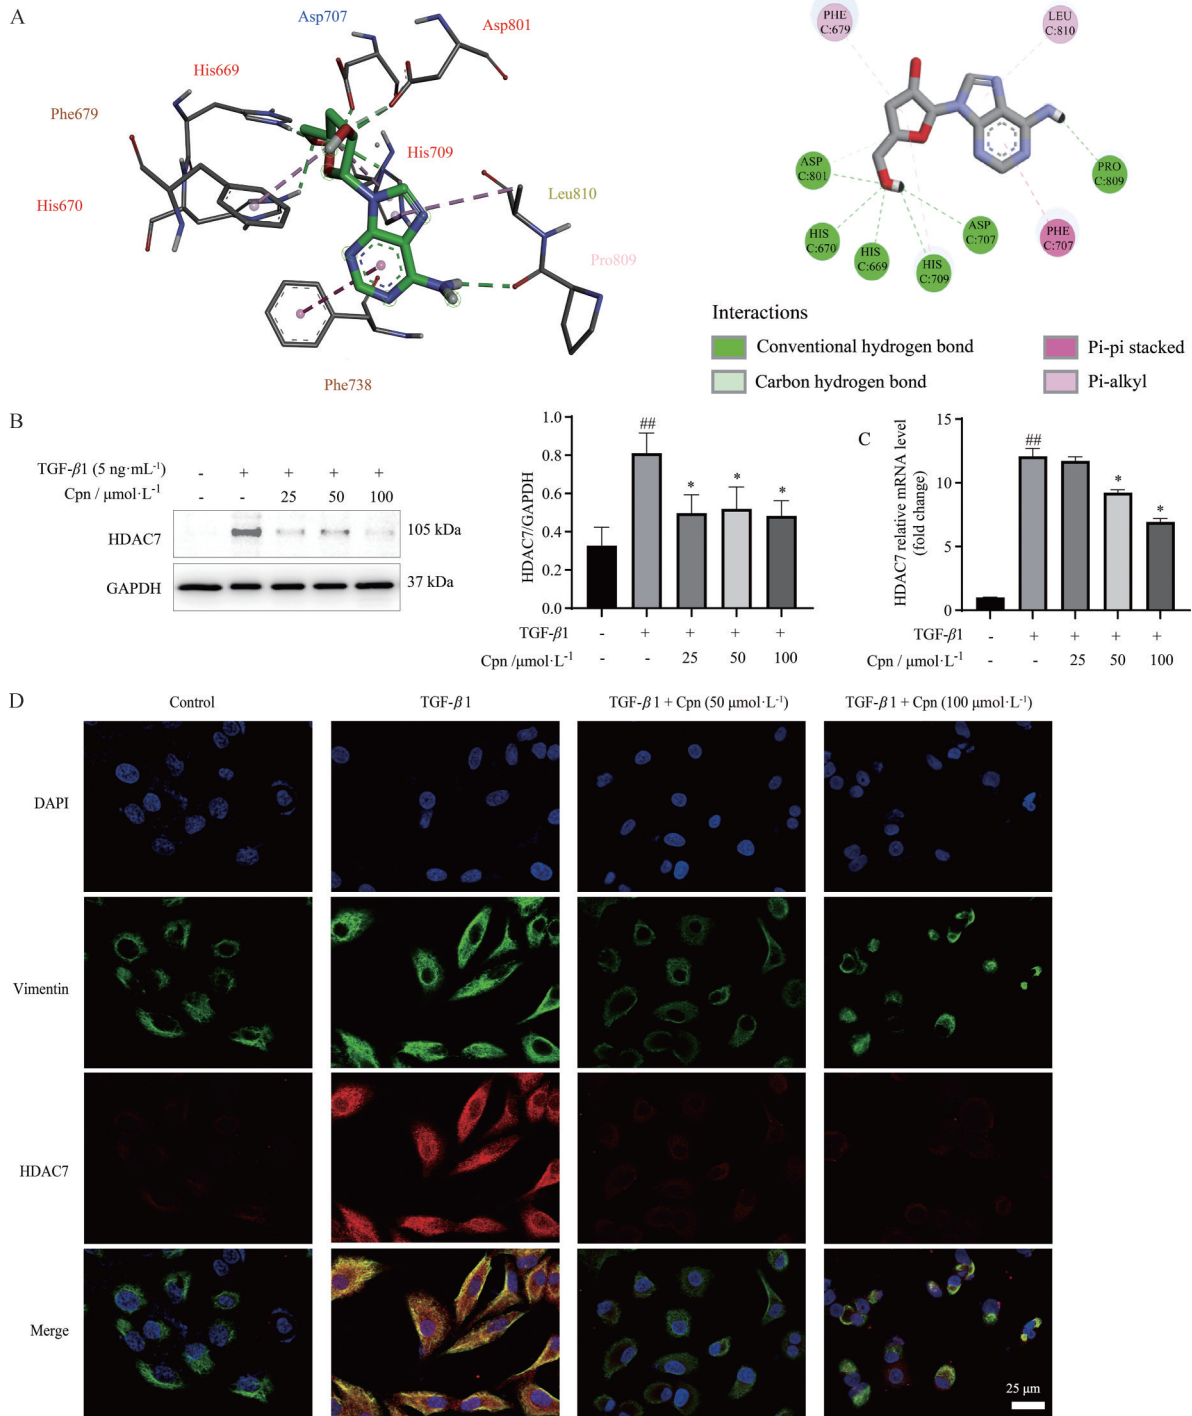 A
Asp707
Asp801
His669
Phe679
His709
His670
Leu810
Pro809
Phe738
PHE
C:679
LEU
C:810
ASP
C:801
PRO
C:809
HIS
C:670
HIS
C:669
HIS
C:709
ASP
C:707
PHE
C:707
Interactions
Conventional hydrogen bond
Pi-pi stacked
Carbon hydrogen bond
Pi-alkyl
B
TGF-β1 (5 ng·mL⁻¹) - + + + +
Cpn / μmol·L⁻¹ - - 25 50 100
HDAC7 105 kDa
GAPDH 37 kDa
HDAC7/GAPDH
1.0
0.8
0.6
0.4
0.2
0.0
##
*
*
*
TGF-β1 - + + + +
Cpn /μmol·L⁻¹ - - 25 50 100
C
HDAC7 relative mRNA level
(fold change)
15
10
5
0
##
*
*
TGF-β1 - + + + +
Cpn / μmol·L⁻¹ - - 25 50 100
D
Control
TGF-β1
TGF-β1 + Cpn (50 μmol·L⁻¹)
TGF-β1 + Cpn (100 μmol·L⁻¹)
DAPI
Vimentin
HDAC7
Merge
25 μm